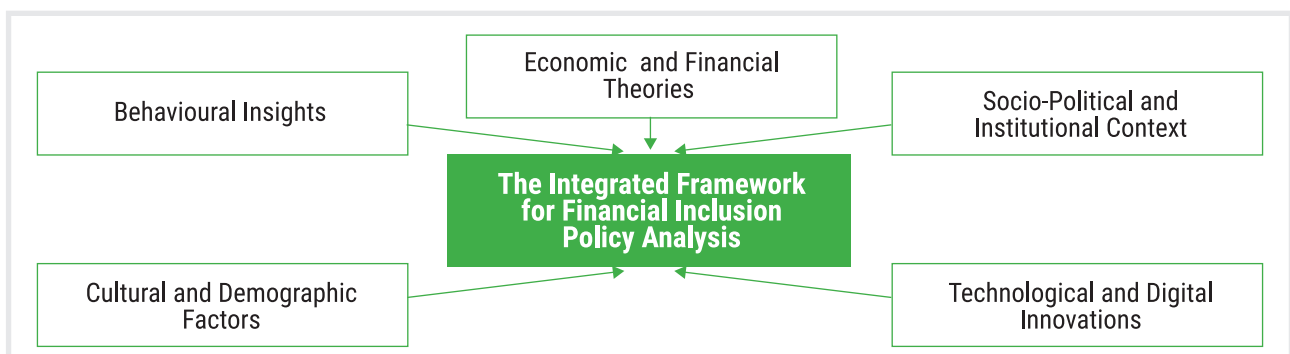 Economic and Financial
Theories
Behavioural Insights
Socio-Political and
Institutional Context
The Integrated Framework
for Financial Inclusion
Policy Analysis
Cultural and Demographic
Factors
Technological and Digital
Innovations